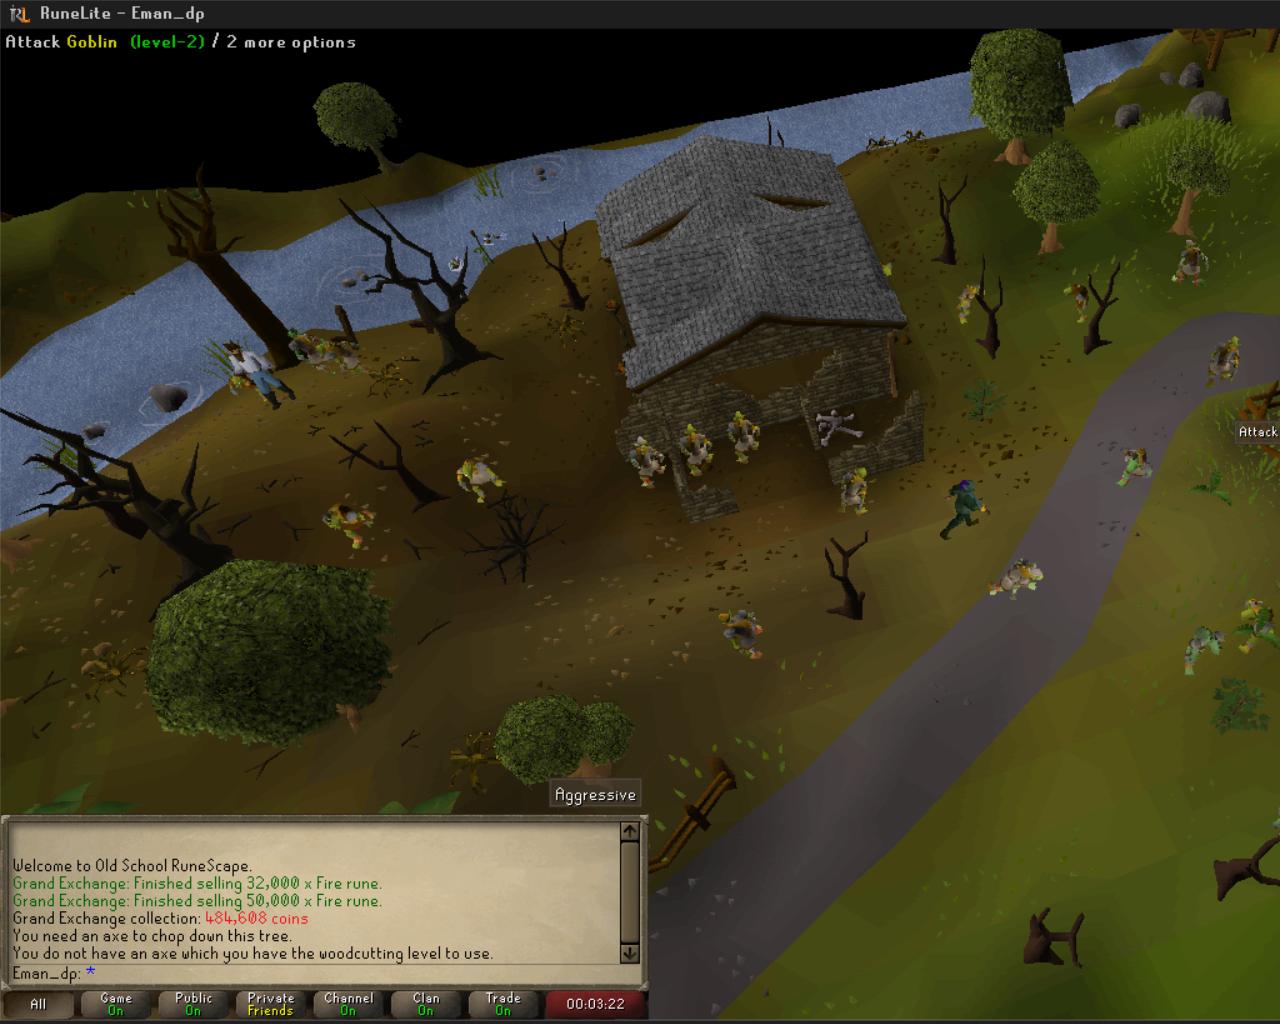 RuneLite - Eman_dp
Attack Goblin (level-2) / 2 more options
Attack
Aggressive
Welcome to Old School RuneScape.
Grand Exchange: Finished selling 32,000 x Fire rune.
Grand Exchange: Finished selling 50,000 x Fire rune.
Grand Exchange collection: 484,608 coins
You need an axe to chop down this tree.
You do not have an axe which you have the woodcutting level to use.
Eman_dp: *
All Game Public Private Channel Clan Trade 00:03:22
On On Friends On On On